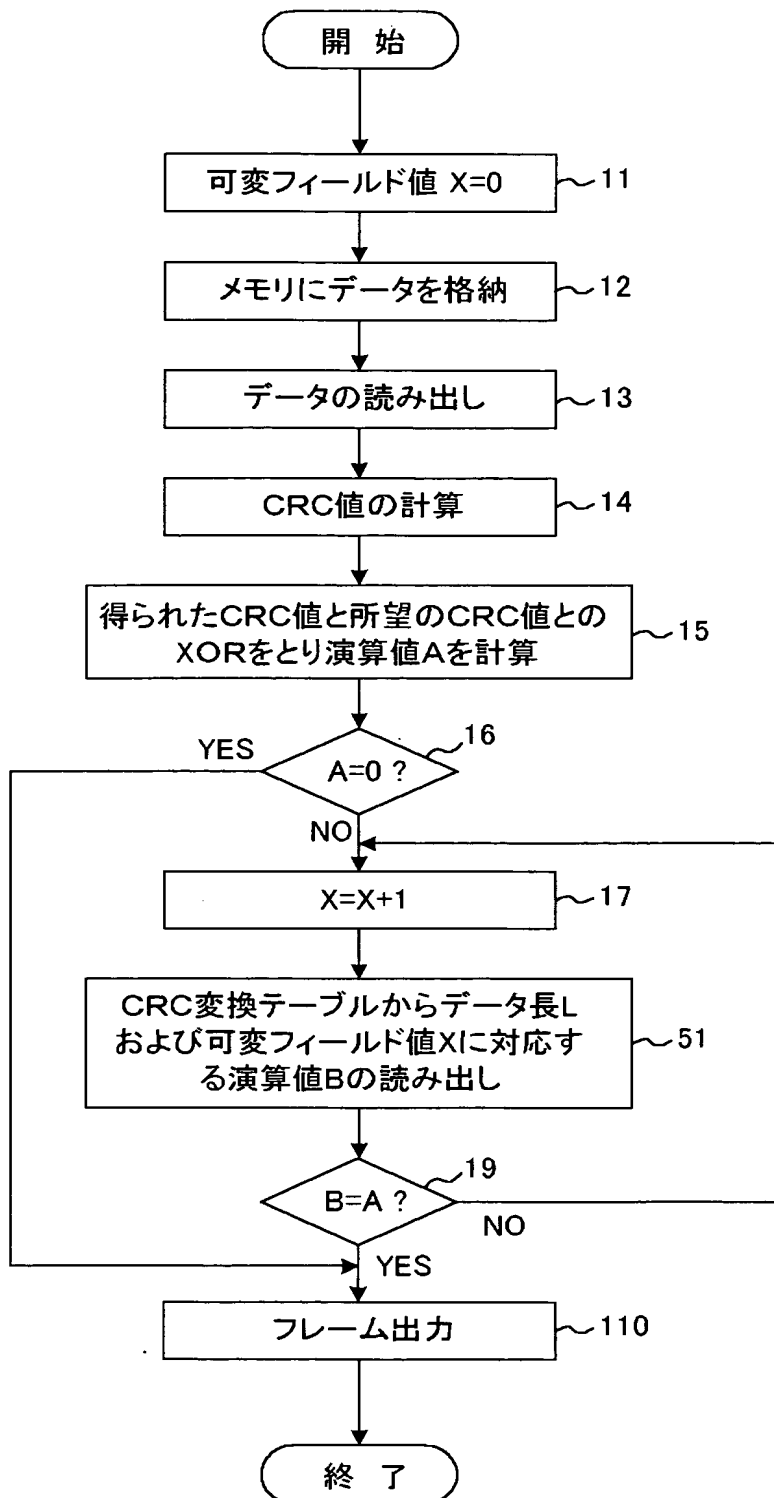 開 始
可変フィールド値 X=0
11
メモリにデータを格納
12
データの読み出し
13
CRC値の計算
14
得られたCRC値と所望のCRC値との
XORをとり演算値Aを計算
15
16
YES
A=0 ?
NO
X=X+1
17
CRC変換テーブルからデータ長L
および可変フィールド値Xに対応す
る演算値Bの読み出し
51
19
B=A ?
NO
YES
フレーム出力
110
終 了